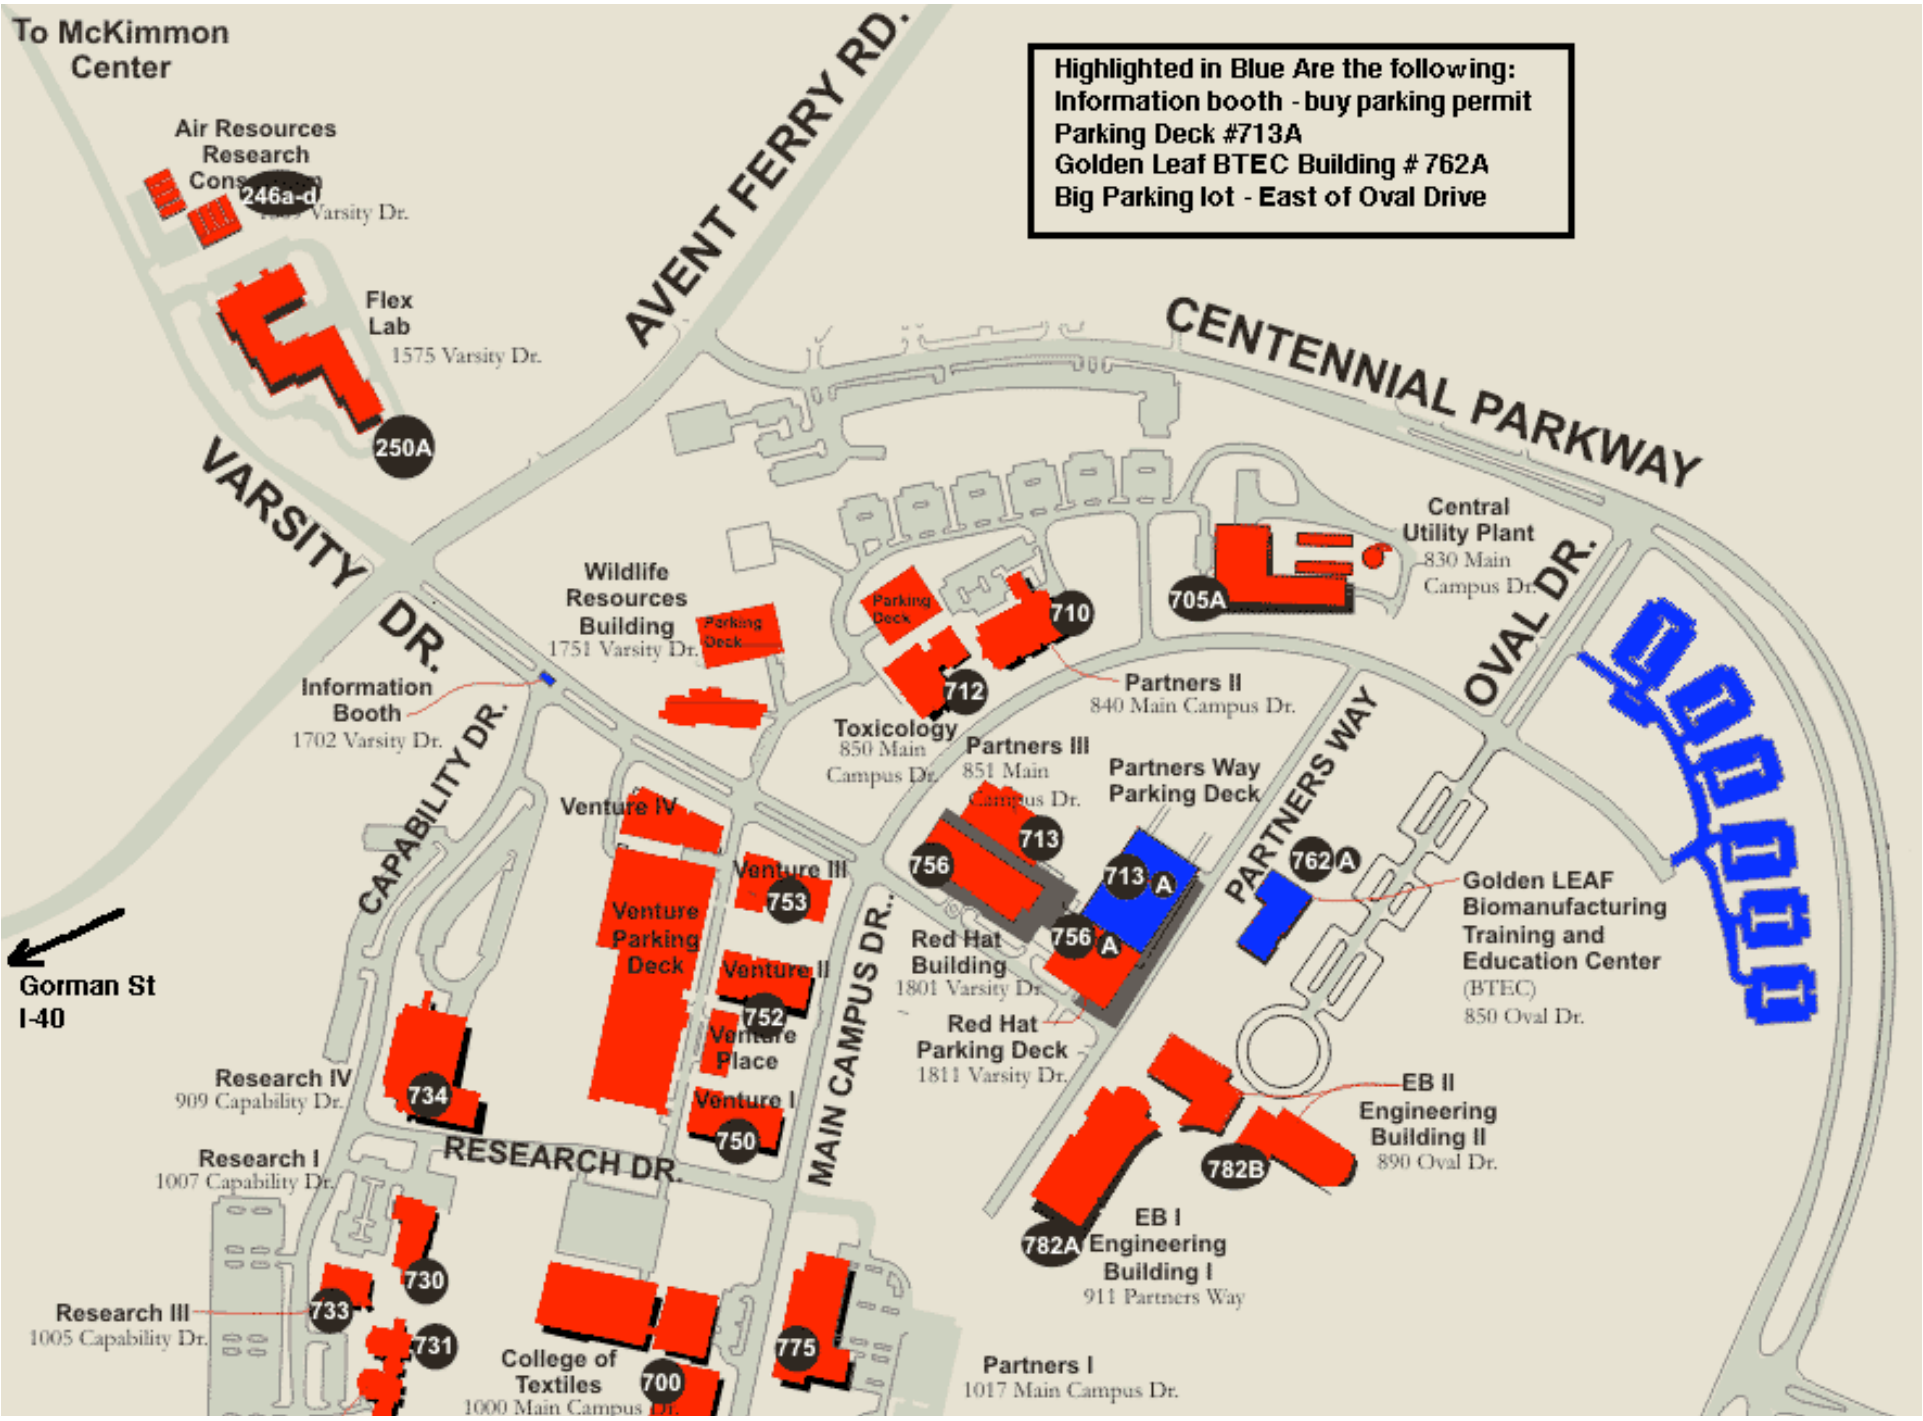 To McKimmon
Center
Highlighted in Blue Are the following:
Information booth - buy parking permit
Parking Deck #713A
Golden Leaf BTEC Building # 762A
Big Parking lot - East of Oval Drive
AVENT FERRY RD.
Air Resources
Research
246a-d
Varsity Dr.
Flex
Lab
1575 Varsity Dr.
250A
CENTENNIAL PARKWAY
VARSITY
DR.
Central
Utility Plant
830 Main
Campus Dr.
705A
OVAL DR.
Wildlife
Resources
Building
1751 Varsity Dr.
Parking
Deck
Parking
Deck
710
712
Partners II
840 Main Campus Dr.
Information
Booth
1702 Varsity Dr.
Toxicology
850 Main
Campus Dr.
Partners III
851 Main
Campus Dr.
713
Partners Way
Parking Deck
PARTNERS WAY
CAPABILITY DR.
Venture IV
Venture III
753
756
713 A
762 A
Golden LEAF
Biomanufacturing
Training and
Education Center
(BTEC)
850 Oval Dr.
Venture
Parking
Deck
756 A
Red Hat
Building
1801 Varsity Dr.
Venture II
752
MAIN CAMPUS DR..
Gorman St
I-40
Red Hat
Parking Deck
1811 Varsity Dr.
Venture
Place
Research IV
909 Capability Dr.
734
Venture I
750
EB II
Engineering
Building II
890 Oval Dr.
782B
RESEARCH DR.
Research I
1007 Capability Dr.
730
EB I
Engineering
Building I
911 Partners Way
782A
Research III
1005 Capability Dr.
733
731
College of
Textiles
1000 Main Campus Dr.
700
775
Partners I
1017 Main Campus Dr.